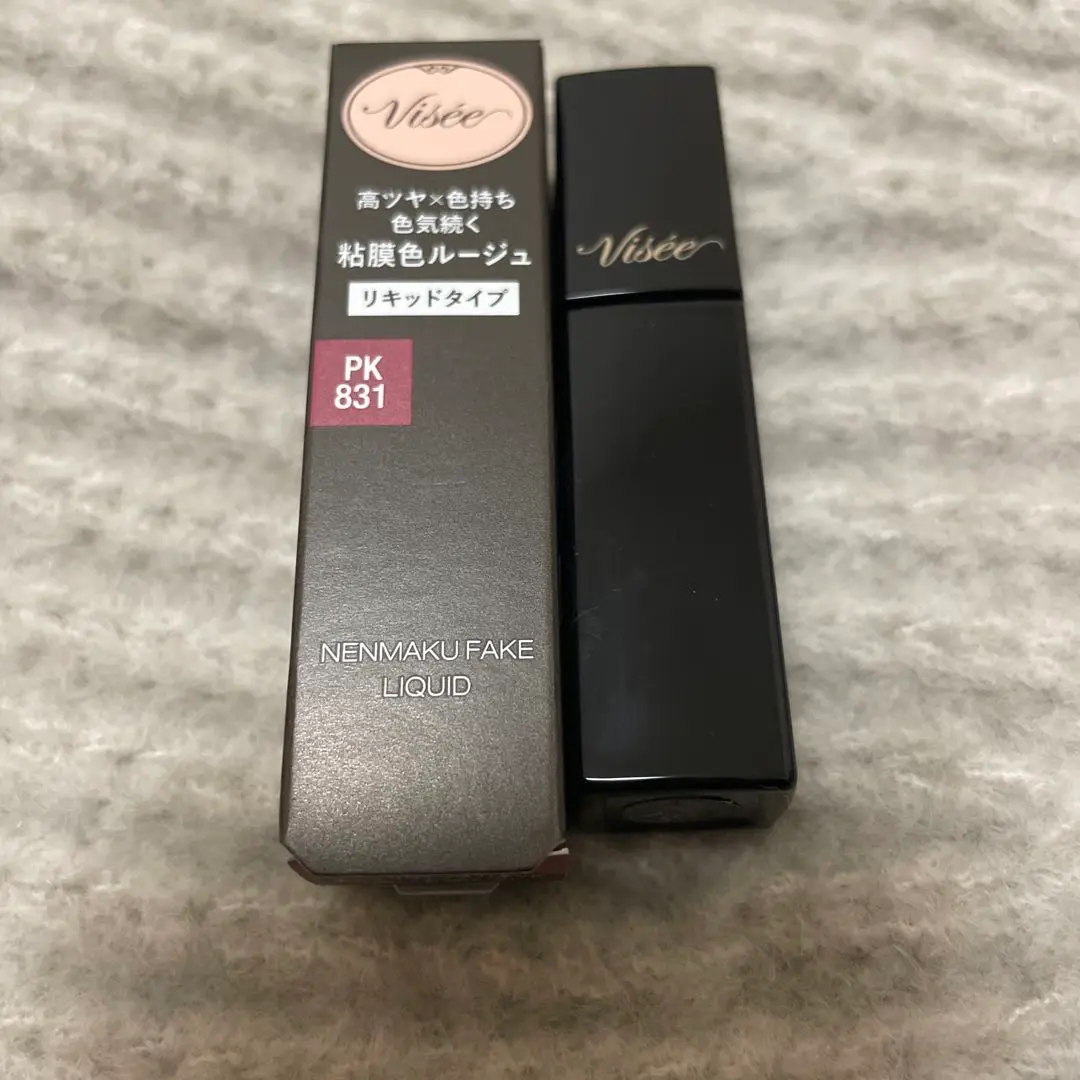 Visée
高ツヤ×色持ち
色気続く
粘膜色ルージュ
リキッドタイプ
PK
831
NENMAKU FAKE
LIQUID
Visée